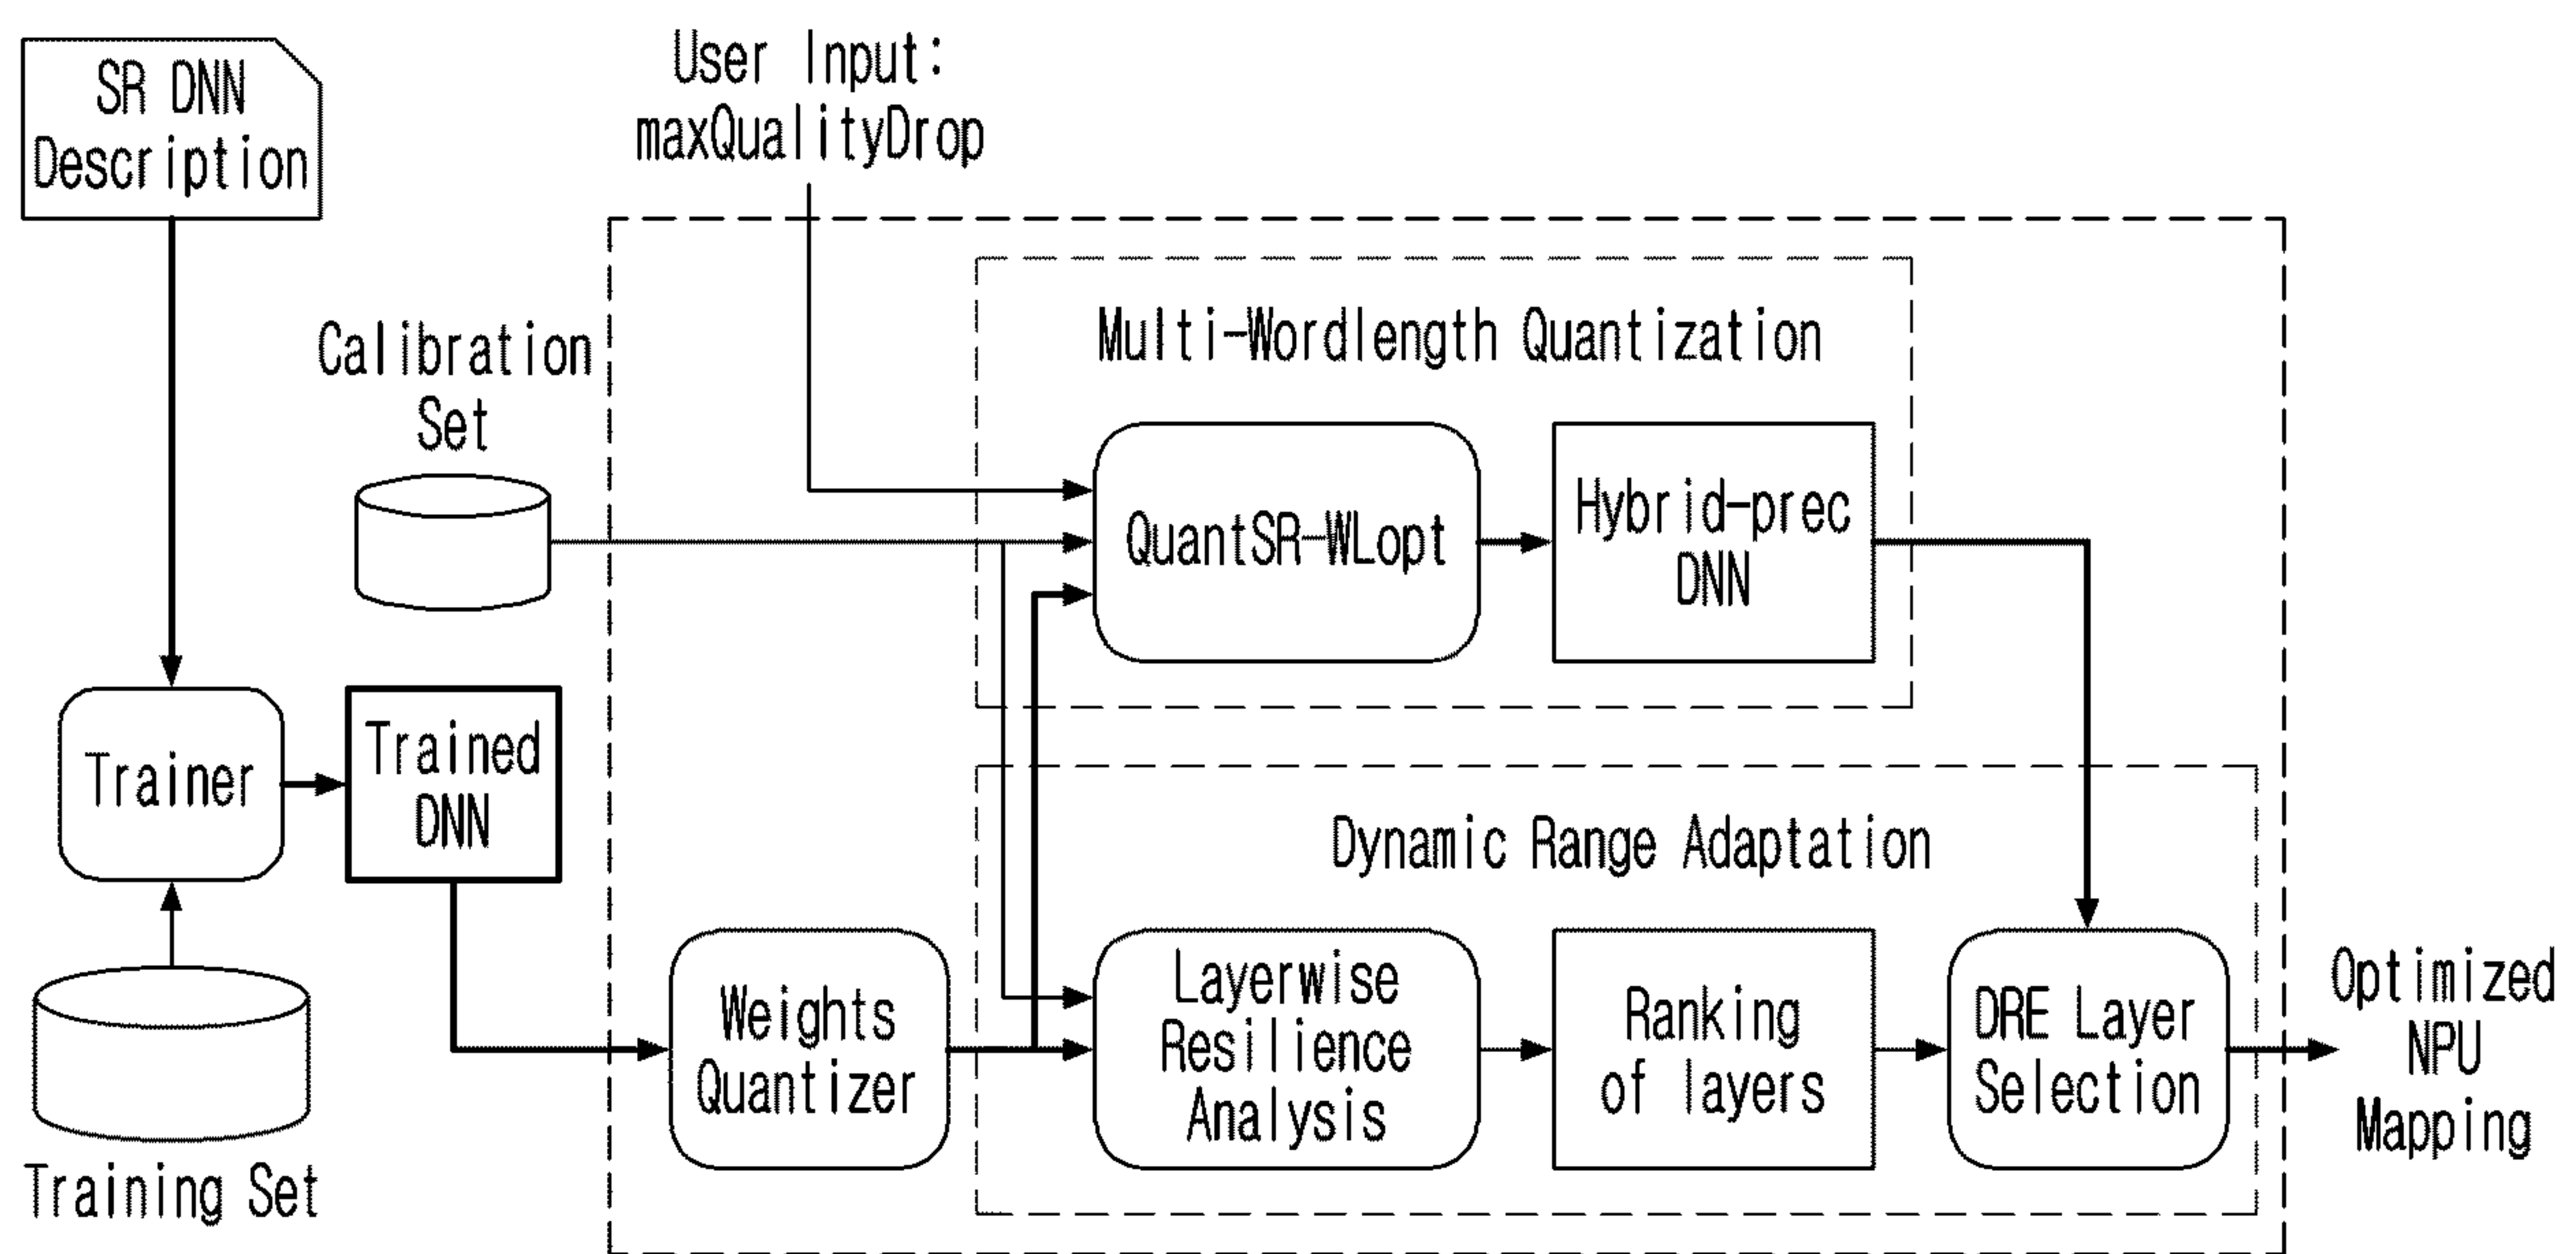 SR DNN
Description
User Input:
maxQualityDrop
Calibration
Set
Multi-Wordlength Quantization
QuantSR-WLopt
Hybrid-prec
DNN
Trainer
Trained
DNN
Dynamic Range Adaptation
Training Set
Weights
Quantizer
Layerwise
Resilience
Analysis
Ranking
of layers
DRE Layer
Selection
Optimized
NPU
Mapping